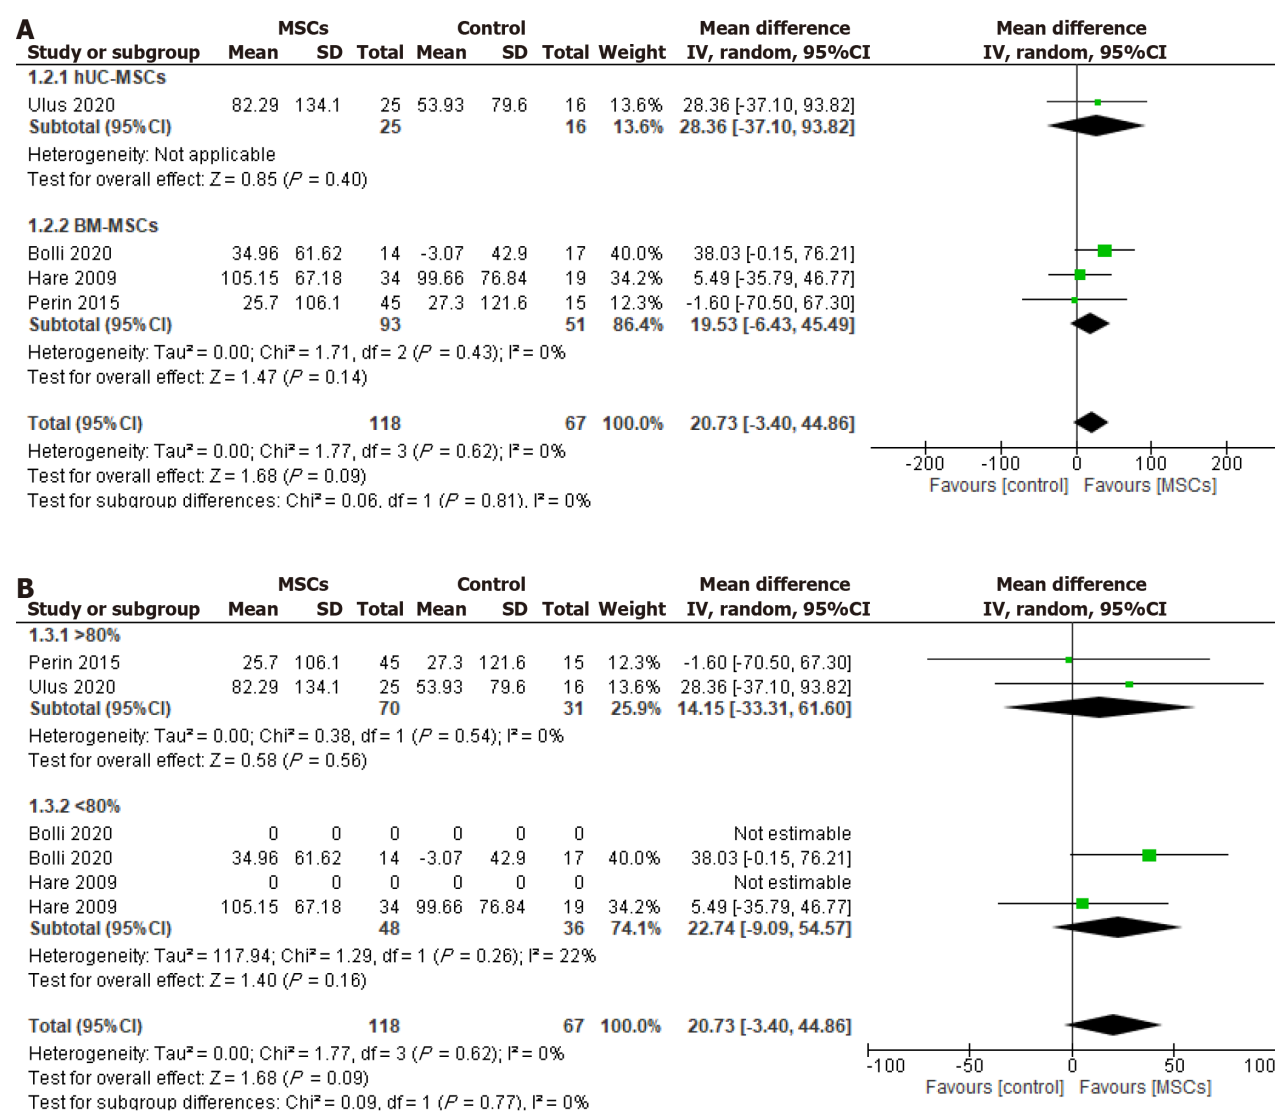 A
MSCs Control Mean difference Mean difference
Study or subgroup Mean SD Total Mean SD Total Weight IV, random, 95%CI IV, random, 95%CI
1.2.1 hUC-MSCs
Ulus 2020 82.29 134.1 25 53.93 79.6 16 13.6% 28.36 [-37.10, 93.82]
Subtotal (95%CI) 25 16 13.6% 28.36 [-37.10, 93.82]
Heterogeneity: Not applicable
Test for overall effect: Z = 0.85 (P = 0.40)
1.2.2 BM-MSCs
Bolli 2020 34.96 61.62 14 -3.07 42.9 17 40.0% 38.03 [-0.15, 76.21]
Hare 2009 105.15 67.18 34 99.66 76.84 19 34.2% 5.49 [-35.79, 46.77]
Perin 2015 25.7 106.1 45 27.3 121.6 15 12.3% -1.60 [-70.50, 67.30]
Subtotal (95%CI) 93 51 86.4% 19.53 [-6.43, 45.49]
Heterogeneity: Tau² = 0.00; Chi² = 1.71, df = 2 (P = 0.43); I² = 0%
Test for overall effect: Z = 1.47 (P = 0.14)
Total (95%CI) 118 67 100.0% 20.73 [-3.40, 44.86]
Heterogeneity: Tau² = 0.00; Chi² = 1.77, df = 3 (P = 0.62); I² = 0%
Test for overall effect: Z = 1.68 (P = 0.09)
Test for subgroup differences: Chi² = 0.06, df = 1 (P = 0.81), I² = 0%
-200 -100 0 100 200
Favours [control] Favours [MSCs]
B
MSCs Control Mean difference Mean difference
Study or subgroup Mean SD Total Mean SD Total Weight IV, random, 95%CI IV, random, 95%CI
1.3.1 >80%
Perin 2015 25.7 106.1 45 27.3 121.6 15 12.3% -1.60 [-70.50, 67.30]
Ulus 2020 82.29 134.1 25 53.93 79.6 16 13.6% 28.36 [-37.10, 93.82]
Subtotal (95%CI) 70 31 25.9% 14.15 [-33.31, 61.60]
Heterogeneity: Tau² = 0.00; Chi² = 0.38, df = 1 (P = 0.54); I² = 0%
Test for overall effect: Z = 0.58 (P = 0.56)
1.3.2 <80%
Bolli 2020 0 0 0 0 0 0 Not estimable
Bolli 2020 34.96 61.62 14 -3.07 42.9 17 40.0% 38.03 [-0.15, 76.21]
Hare 2009 0 0 0 0 0 0 Not estimable
Hare 2009 105.15 67.18 34 99.66 76.84 19 34.2% 5.49 [-35.79, 46.77]
Subtotal (95%CI) 48 36 74.1% 22.74 [-9.09, 54.57]
Heterogeneity: Tau² = 117.94; Chi² = 1.29, df = 1 (P = 0.26); I² = 22%
Test for overall effect: Z = 1.40 (P = 0.16)
Total (95%CI) 118 67 100.0% 20.73 [-3.40, 44.86]
Heterogeneity: Tau² = 0.00; Chi² = 1.77, df = 3 (P = 0.62); I² = 0%
Test for overall effect: Z = 1.68 (P = 0.09)
Test for subgroup differences: Chi² = 0.09, df = 1 (P = 0.77), I² = 0%
-100 -50 0 50 100
Favours [control] Favours [MSCs]